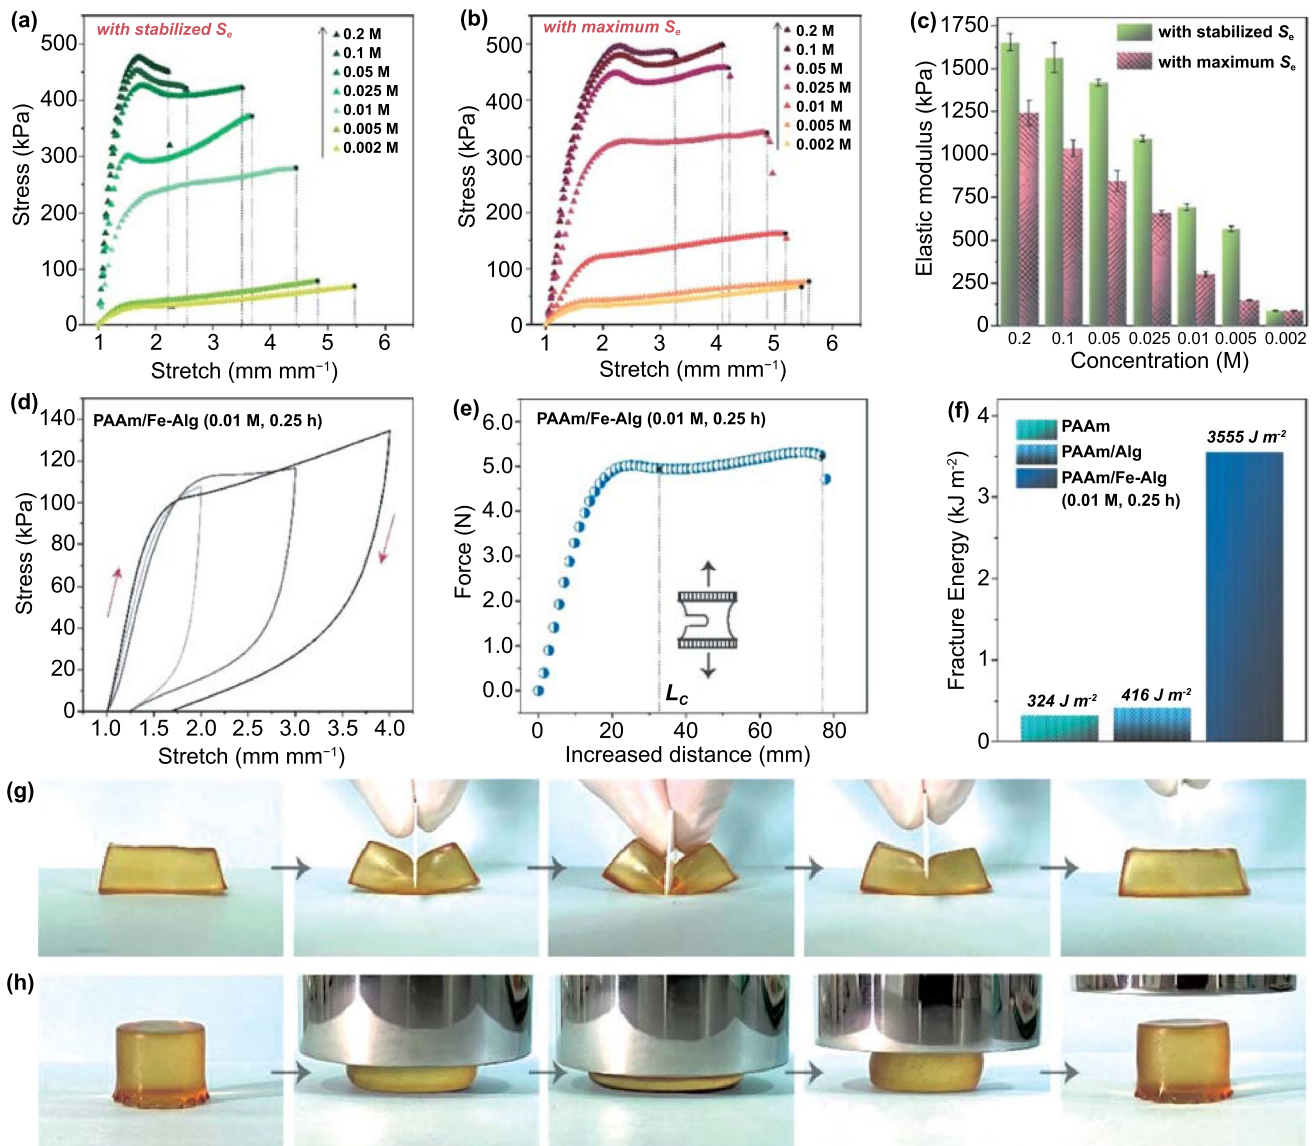 (a)
with stabilized Se
500
400
300
200
100
0
Stress (kPa)
1 2 3 4 5 6
Stretch (mm mm⁻¹)
0.2 M
0.1 M
0.05 M
0.025 M
0.01 M
0.005 M
0.002 M
(b)
with maximum Se
500
400
300
200
100
0
Stress (kPa)
1 2 3 4 5 6
Stretch (mm mm⁻¹)
0.2 M
0.1 M
0.05 M
0.025 M
0.01 M
0.005 M
0.002 M
(c)
with stabilized Se
with maximum Se
1750
1500
1250
1000
750
500
250
0
Elastic modulus (kPa)
0.2 0.1 0.05 0.025 0.01 0.005 0.002
Concentration (M)
(d)
PAAm/Fe-Alg (0.01 M, 0.25 h)
140
120
100
80
60
40
20
0
Stress (kPa)
1.0 1.5 2.0 2.5 3.0 3.5 4.0
Stretch (mm mm⁻¹)
(e)
PAAm/Fe-Alg (0.01 M, 0.25 h)
6.0
5.0
4.0
3.0
2.0
1.0
0.0
Force (N)
LC
0 20 40 60 80
Increased distance (mm)
(f)
PAAm
PAAm/Alg
PAAm/Fe-Alg
(0.01 M, 0.25 h)
3555 J m⁻²
324 J m⁻²
416 J m⁻²
4
3
2
1
0
Fracture Energy (kJ m⁻²)
(g)
(h)